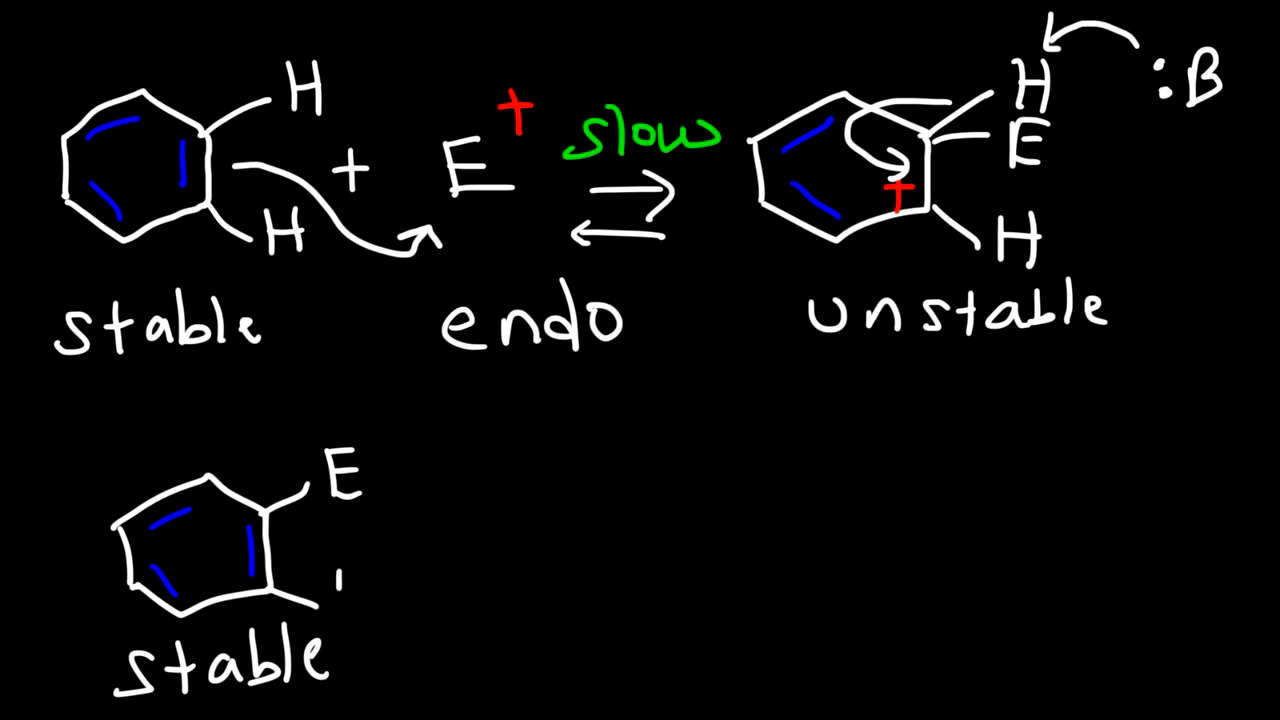 H + E + slow H E :B
H H
stable endo + unstable
E
stable